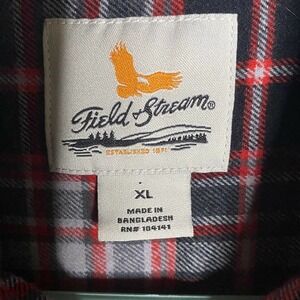 Field & Stream®
ESTABLISHED 1871
XL
MADE IN
BANGLADESH
RN# 104141